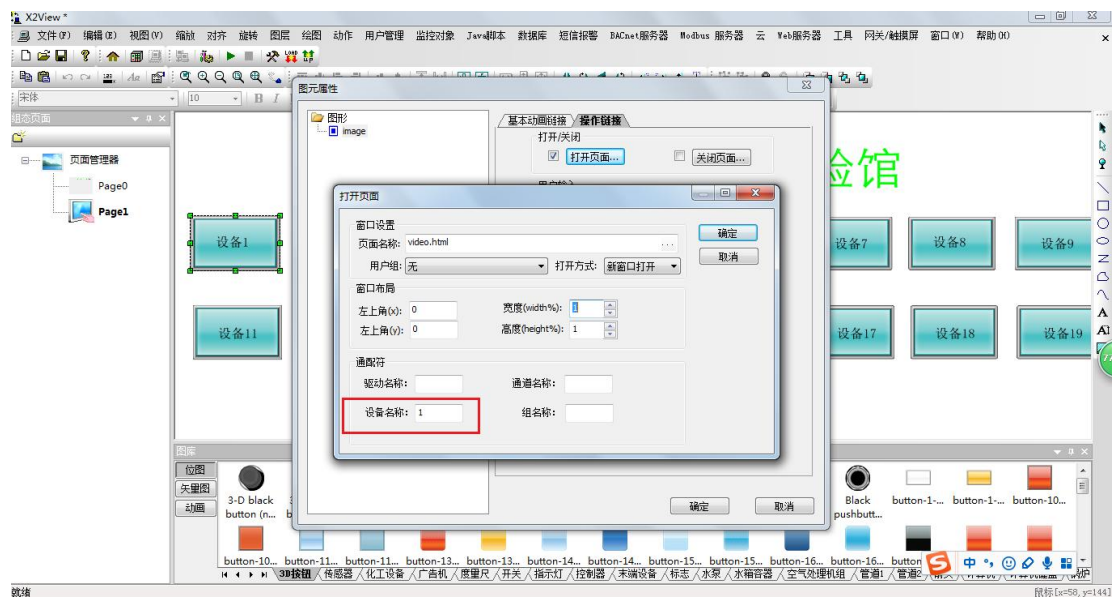 X2View *
文件(F) 编辑(E) 视图(V) 缩放 对齐 旋转 图层 绘图 动作 用户管理 监控对象 Java脚本 数据库 短信报警 BACnet服务器 Modbus 服务器 云 Web服务器 工具 网关/触摸屏 窗口(W) 帮助(H)
宋体 10 B I
组态页面
页面管理器
Page0
Page1
图元属性
图形
image
基本动画链接 操作链接
打开/关闭
打开页面... 关闭页面...
验馆
打开页面
窗口设置
页面名称: video.html ...
用户组: 无 打开方式: 新窗口打开
确定
取消
窗口布局
左上角(x): 0 宽度(width%): 1
左上角(y): 0 高度(height%): 1
通配符
驱动名称: 通道名称:
设备名称: 1 组名称:
设备1 设备7 设备8 设备9
设备11 设备17 设备18 设备19
确定 取消
图库
位图
矢量图
动画
3-D black
button (n...
Black
pushbutt...
button-1-... button-1-... button-10...
button-10... button-11... button-11... button-13... button-13... button-14... button-14... button-15... button-15... button-16... button-16... button
3D按钮 传感器 化工设备 广告机 度量尺 开关 指示灯 控制器 末端设备 标志 水泵 水箱容器 空气处理机组 管道1 管道2
中
就绪
鼠标[x=58, y=144]